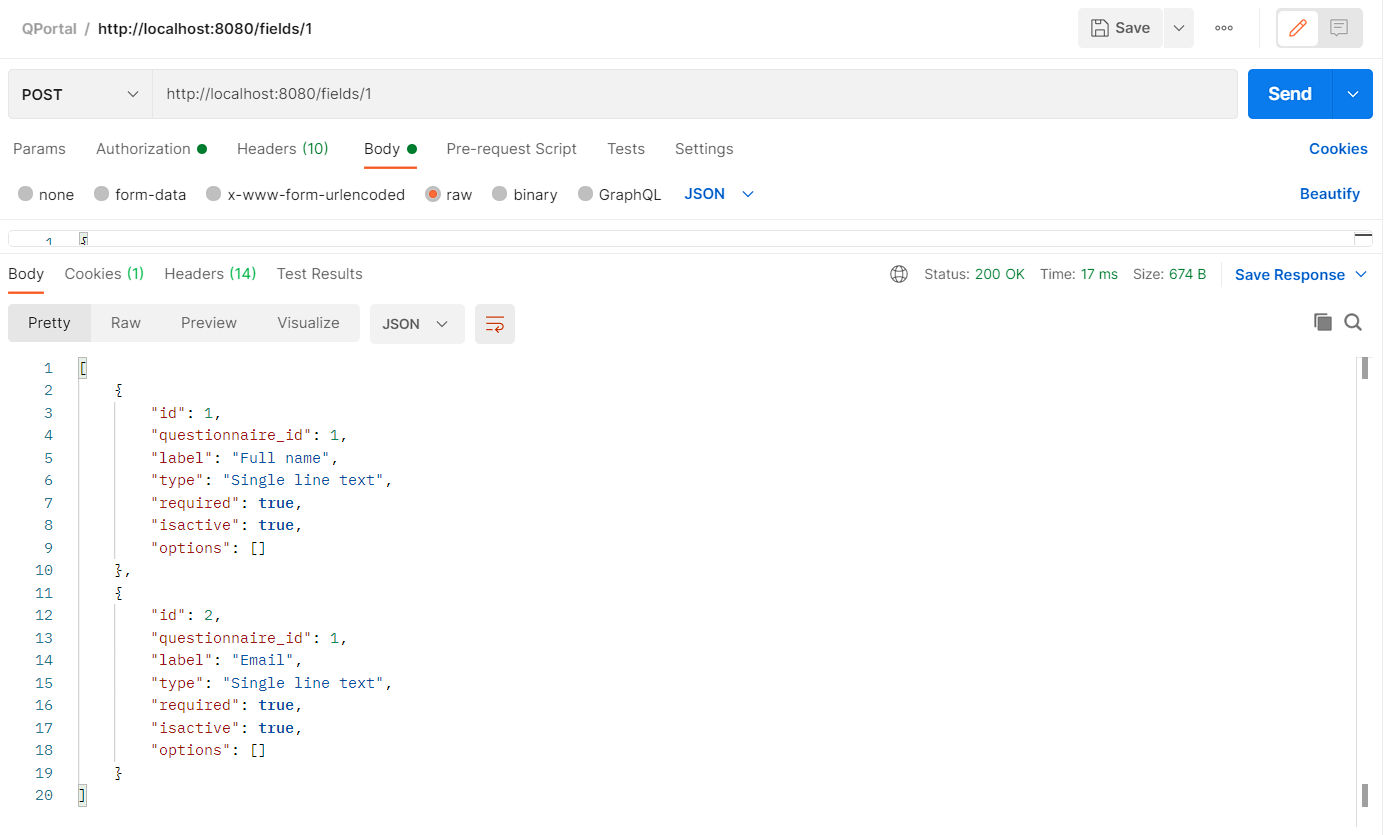 QPortal / http://localhost:8080/fields/1
Save
POST
http://localhost:8080/fields/1
Send
Params Authorization Headers (10) Body Pre-request Script Tests Settings Cookies
none form-data x-www-form-urlencoded raw binary GraphQL JSON Beautify
1 {
Body Cookies (1) Headers (14) Test Results Status: 200 OK Time: 17 ms Size: 674 B Save Response
Pretty Raw Preview Visualize JSON
1 [
2 {
3 "id": 1,
4 "questionnaire_id": 1,
5 "label": "Full name",
6 "type": "Single line text",
7 "required": true,
8 "isactive": true,
9 "options": []
10 },
11 {
12 "id": 2,
13 "questionnaire_id": 1,
14 "label": "Email",
15 "type": "Single line text",
16 "required": true,
17 "isactive": true,
18 "options": []
19 }
20 ]